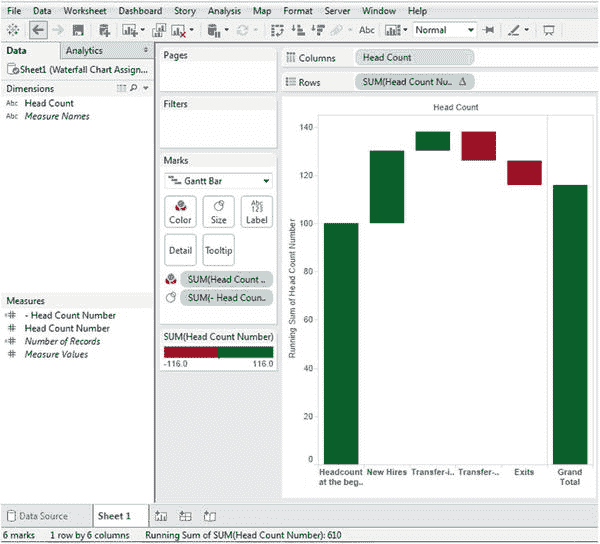 File Data Worksheet Dashboard Story Analysis Map Format Server Window Help
Abc Normal
Data Analytics
Sheet1 (Waterfall Chart Assign...
Dimensions
Abc Head Count
Abc Measure Names
Measures
- Head Count Number
Head Count Number
Number of Records
Measure Values
Pages
Filters
Marks
Gantt Bar
Color Size Abc 123 Label
Detail Tooltip
SUM(Head Count ..
SUM(- Head Coun..
SUM(Head Count Number)
-116.0 116.0
Columns Head Count
Rows SUM(Head Count Nu.. Δ
Head Count
Running Sum of Head Count Number
140
120
100
80
60
40
20
0
Headcount at the beg..
New Hires
Transfer-i..
Transfer-..
Exits
Grand Total
Data Source Sheet 1
6 marks 1 row by 6 columns Running Sum of SUM(Head Count Number): 610